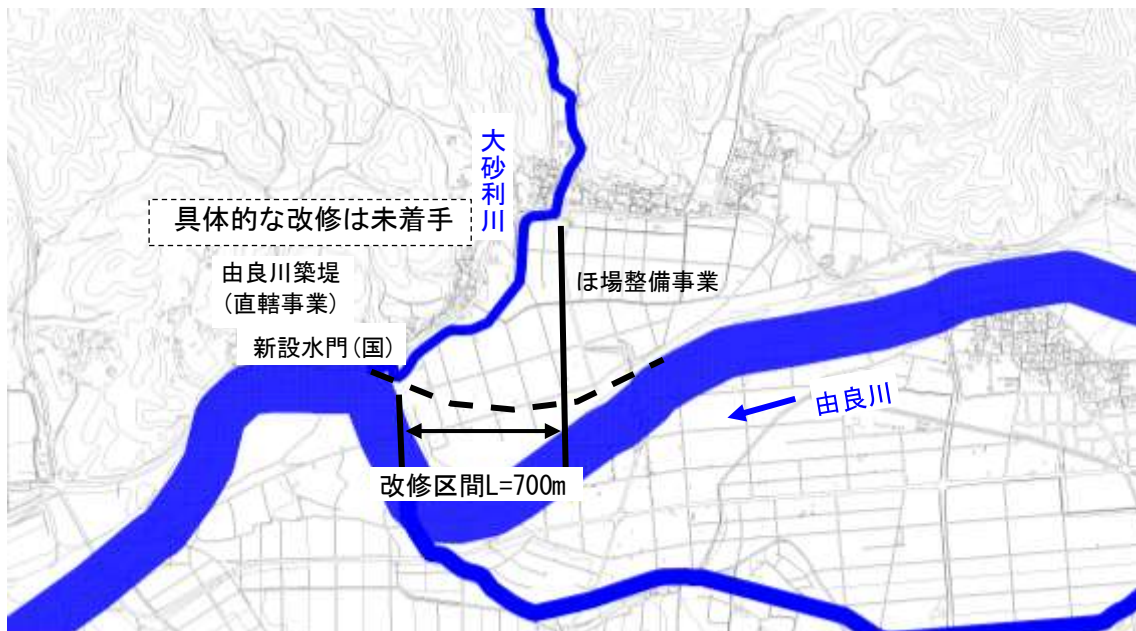 大砂利川
具体的な改修は未着手
由良川築堤
(直轄事業)
新設水門(国)
ほ場整備事業
由良川
改修区間L=700m